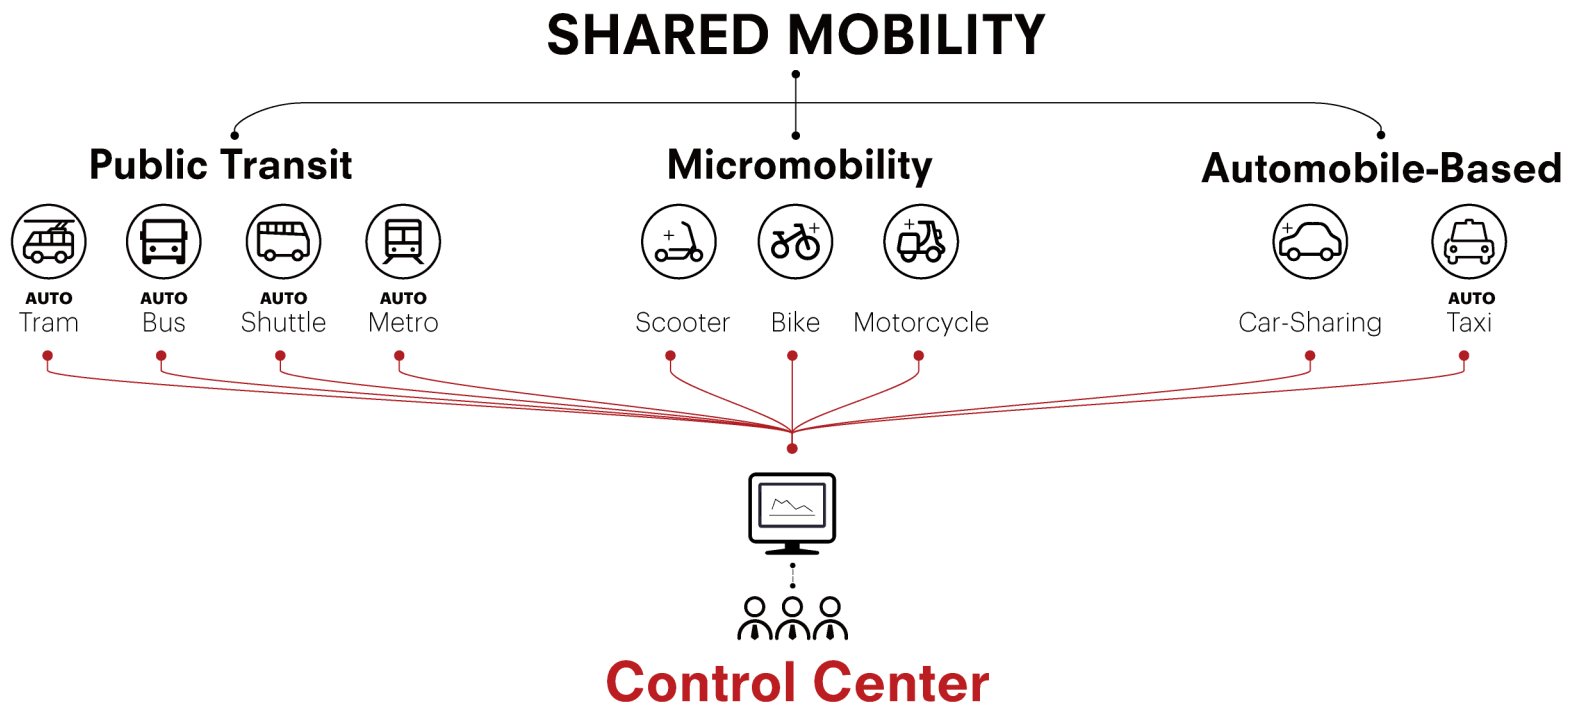 SHARED MOBILITY
Public Transit
Micromobility
Automobile-Based
AUTO
Tram
AUTO
Bus
AUTO
Shuttle
AUTO
Metro
Scooter
Bike
Motorcycle
Car-Sharing
AUTO
Taxi
Control Center